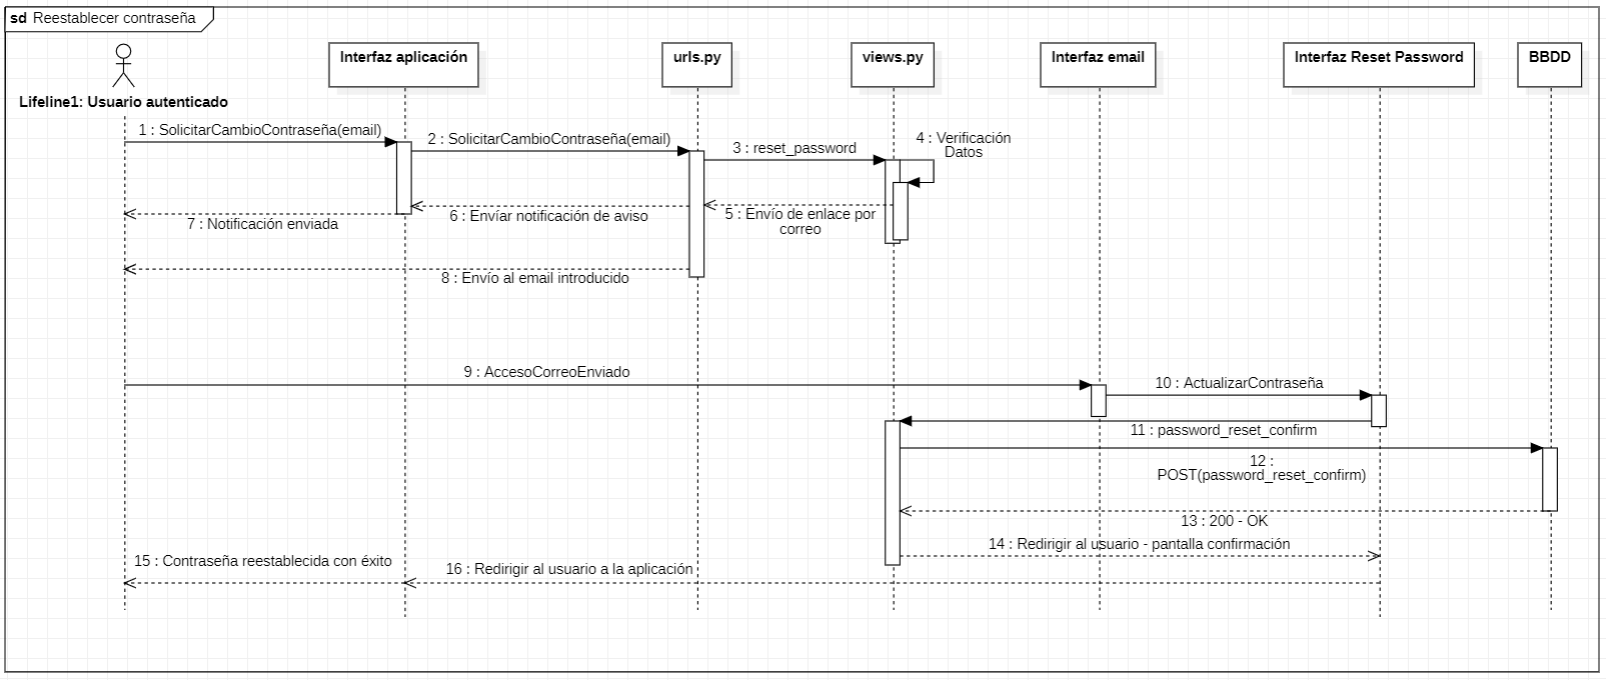 sd Reestablecer contraseña
Interfaz aplicación
urls.py
views.py
Interfaz email
Interfaz Reset Password
BBDD
Lifeline1: Usuario autenticado
1 : SolicitarCambioContraseña(email)
2 : SolicitarCambioContraseña(email)
3 : reset_password
4 : Verificación
Datos
5 : Envío de enlace por
correo
6 : Envíar notificación de aviso
7 : Notificación enviada
8 : Envío al email introducido
9 : AccesoCorreoEnviado
10 : ActualizarContraseña
11 : password_reset_confirm
12 :
POST(password_reset_confirm)
13 : 200 - OK
14 : Redirigir al usuario - pantalla confirmación
15 : Contraseña reestablecida con éxito
16 : Redirigir al usuario a la aplicación